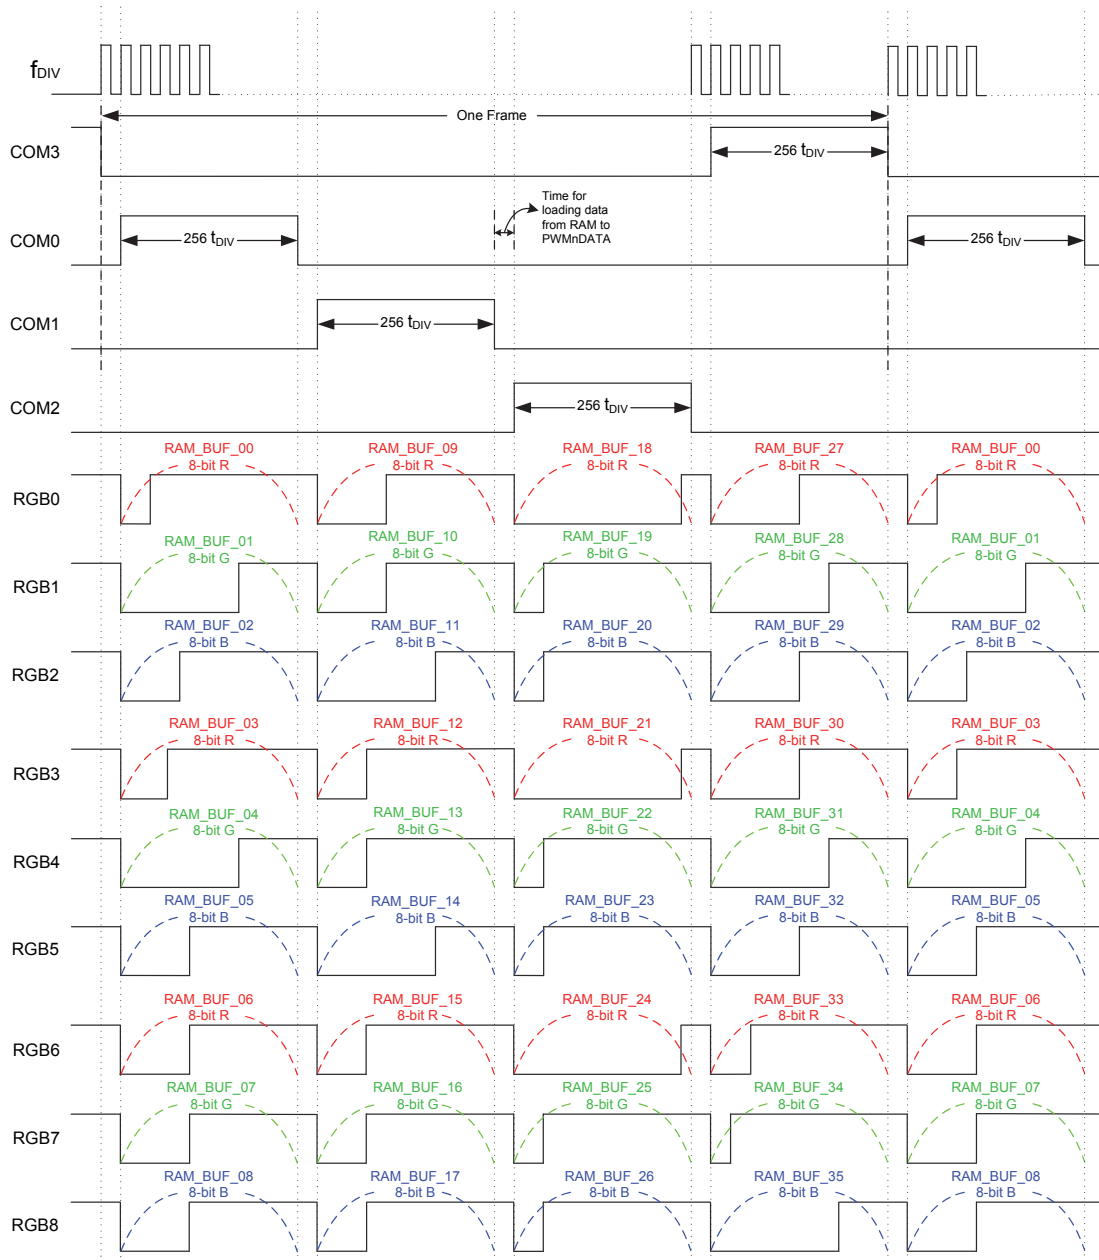 fDIV
One Frame
COM3
256 tDIV
Time for
loading data
from RAM to
PWMnDATA
COM0
256 tDIV
256 tDIV
COM1
256 tDIV
COM2
256 tDIV
RAM_BUF_00 RAM_BUF_09 RAM_BUF_18 RAM_BUF_27 RAM_BUF_00
8-bit R 8-bit R 8-bit R 8-bit R 8-bit R
RGB0
RAM_BUF_01 RAM_BUF_10 RAM_BUF_19 RAM_BUF_28 RAM_BUF_01
8-bit G 8-bit G 8-bit G 8-bit G 8-bit G
RGB1
RAM_BUF_02 RAM_BUF_11 RAM_BUF_20 RAM_BUF_29 RAM_BUF_02
8-bit B 8-bit B 8-bit B 8-bit B 8-bit B
RGB2
RAM_BUF_03 RAM_BUF_12 RAM_BUF_21 RAM_BUF_30 RAM_BUF_03
8-bit R 8-bit R 8-bit R 8-bit R 8-bit R
RGB3
RAM_BUF_04 RAM_BUF_13 RAM_BUF_22 RAM_BUF_31 RAM_BUF_04
8-bit G 8-bit G 8-bit G 8-bit G 8-bit G
RGB4
RAM_BUF_05 RAM_BUF_14 RAM_BUF_23 RAM_BUF_32 RAM_BUF_05
8-bit B 8-bit B 8-bit B 8-bit B 8-bit B
RGB5
RAM_BUF_06 RAM_BUF_15 RAM_BUF_24 RAM_BUF_33 RAM_BUF_06
8-bit R 8-bit R 8-bit R 8-bit R 8-bit R
RGB6
RAM_BUF_07 RAM_BUF_16 RAM_BUF_25 RAM_BUF_34 RAM_BUF_07
8-bit G 8-bit G 8-bit G 8-bit G 8-bit G
RGB7
RAM_BUF_08 RAM_BUF_17 RAM_BUF_26 RAM_BUF_35 RAM_BUF_08
8-bit B 8-bit B 8-bit B 8-bit B 8-bit B
RGB8